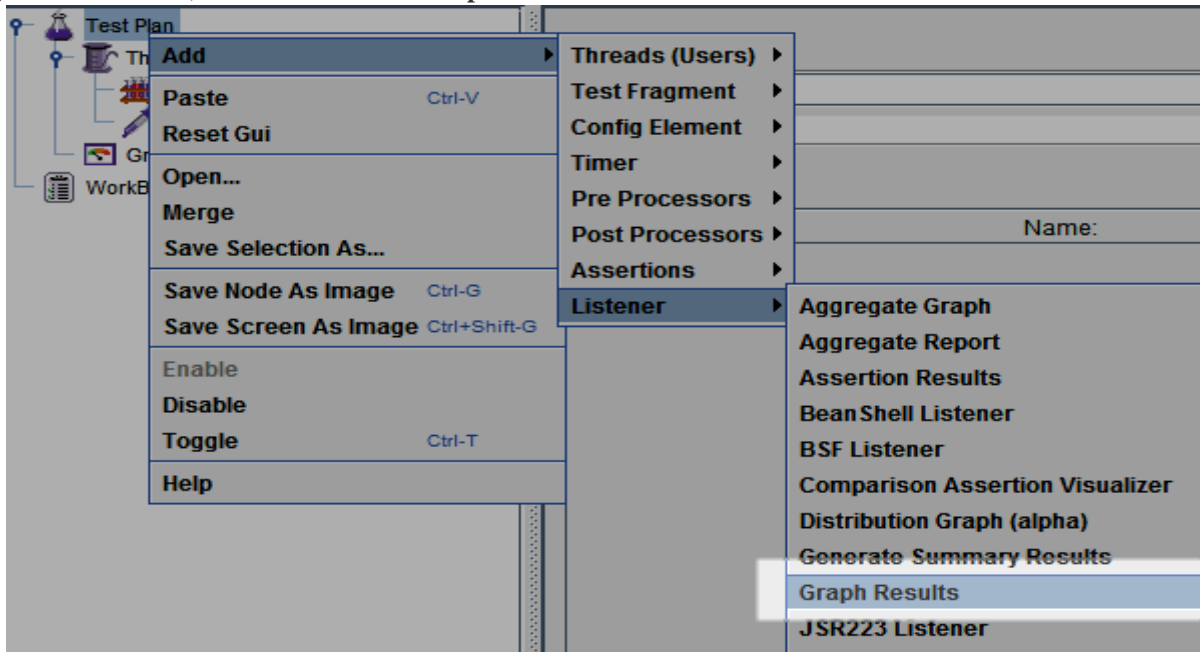 Test Plan
Th
Gr
WorkB
Add
Paste Ctrl-V
Reset Gui
Open...
Merge
Save Selection As...
Save Node As Image Ctrl-G
Save Screen As Image Ctrl+Shift-G
Enable
Disable
Toggle Ctrl-T
Help
Threads (Users)
Test Fragment
Config Element
Timer
Pre Processors
Post Processors
Assertions
Listener
Name:
Aggregate Graph
Aggregate Report
Assertion Results
BeanShell Listener
BSF Listener
Comparison Assertion Visualizer
Distribution Graph (alpha)
Generate Summary Results
Graph Results
JSR223 Listener